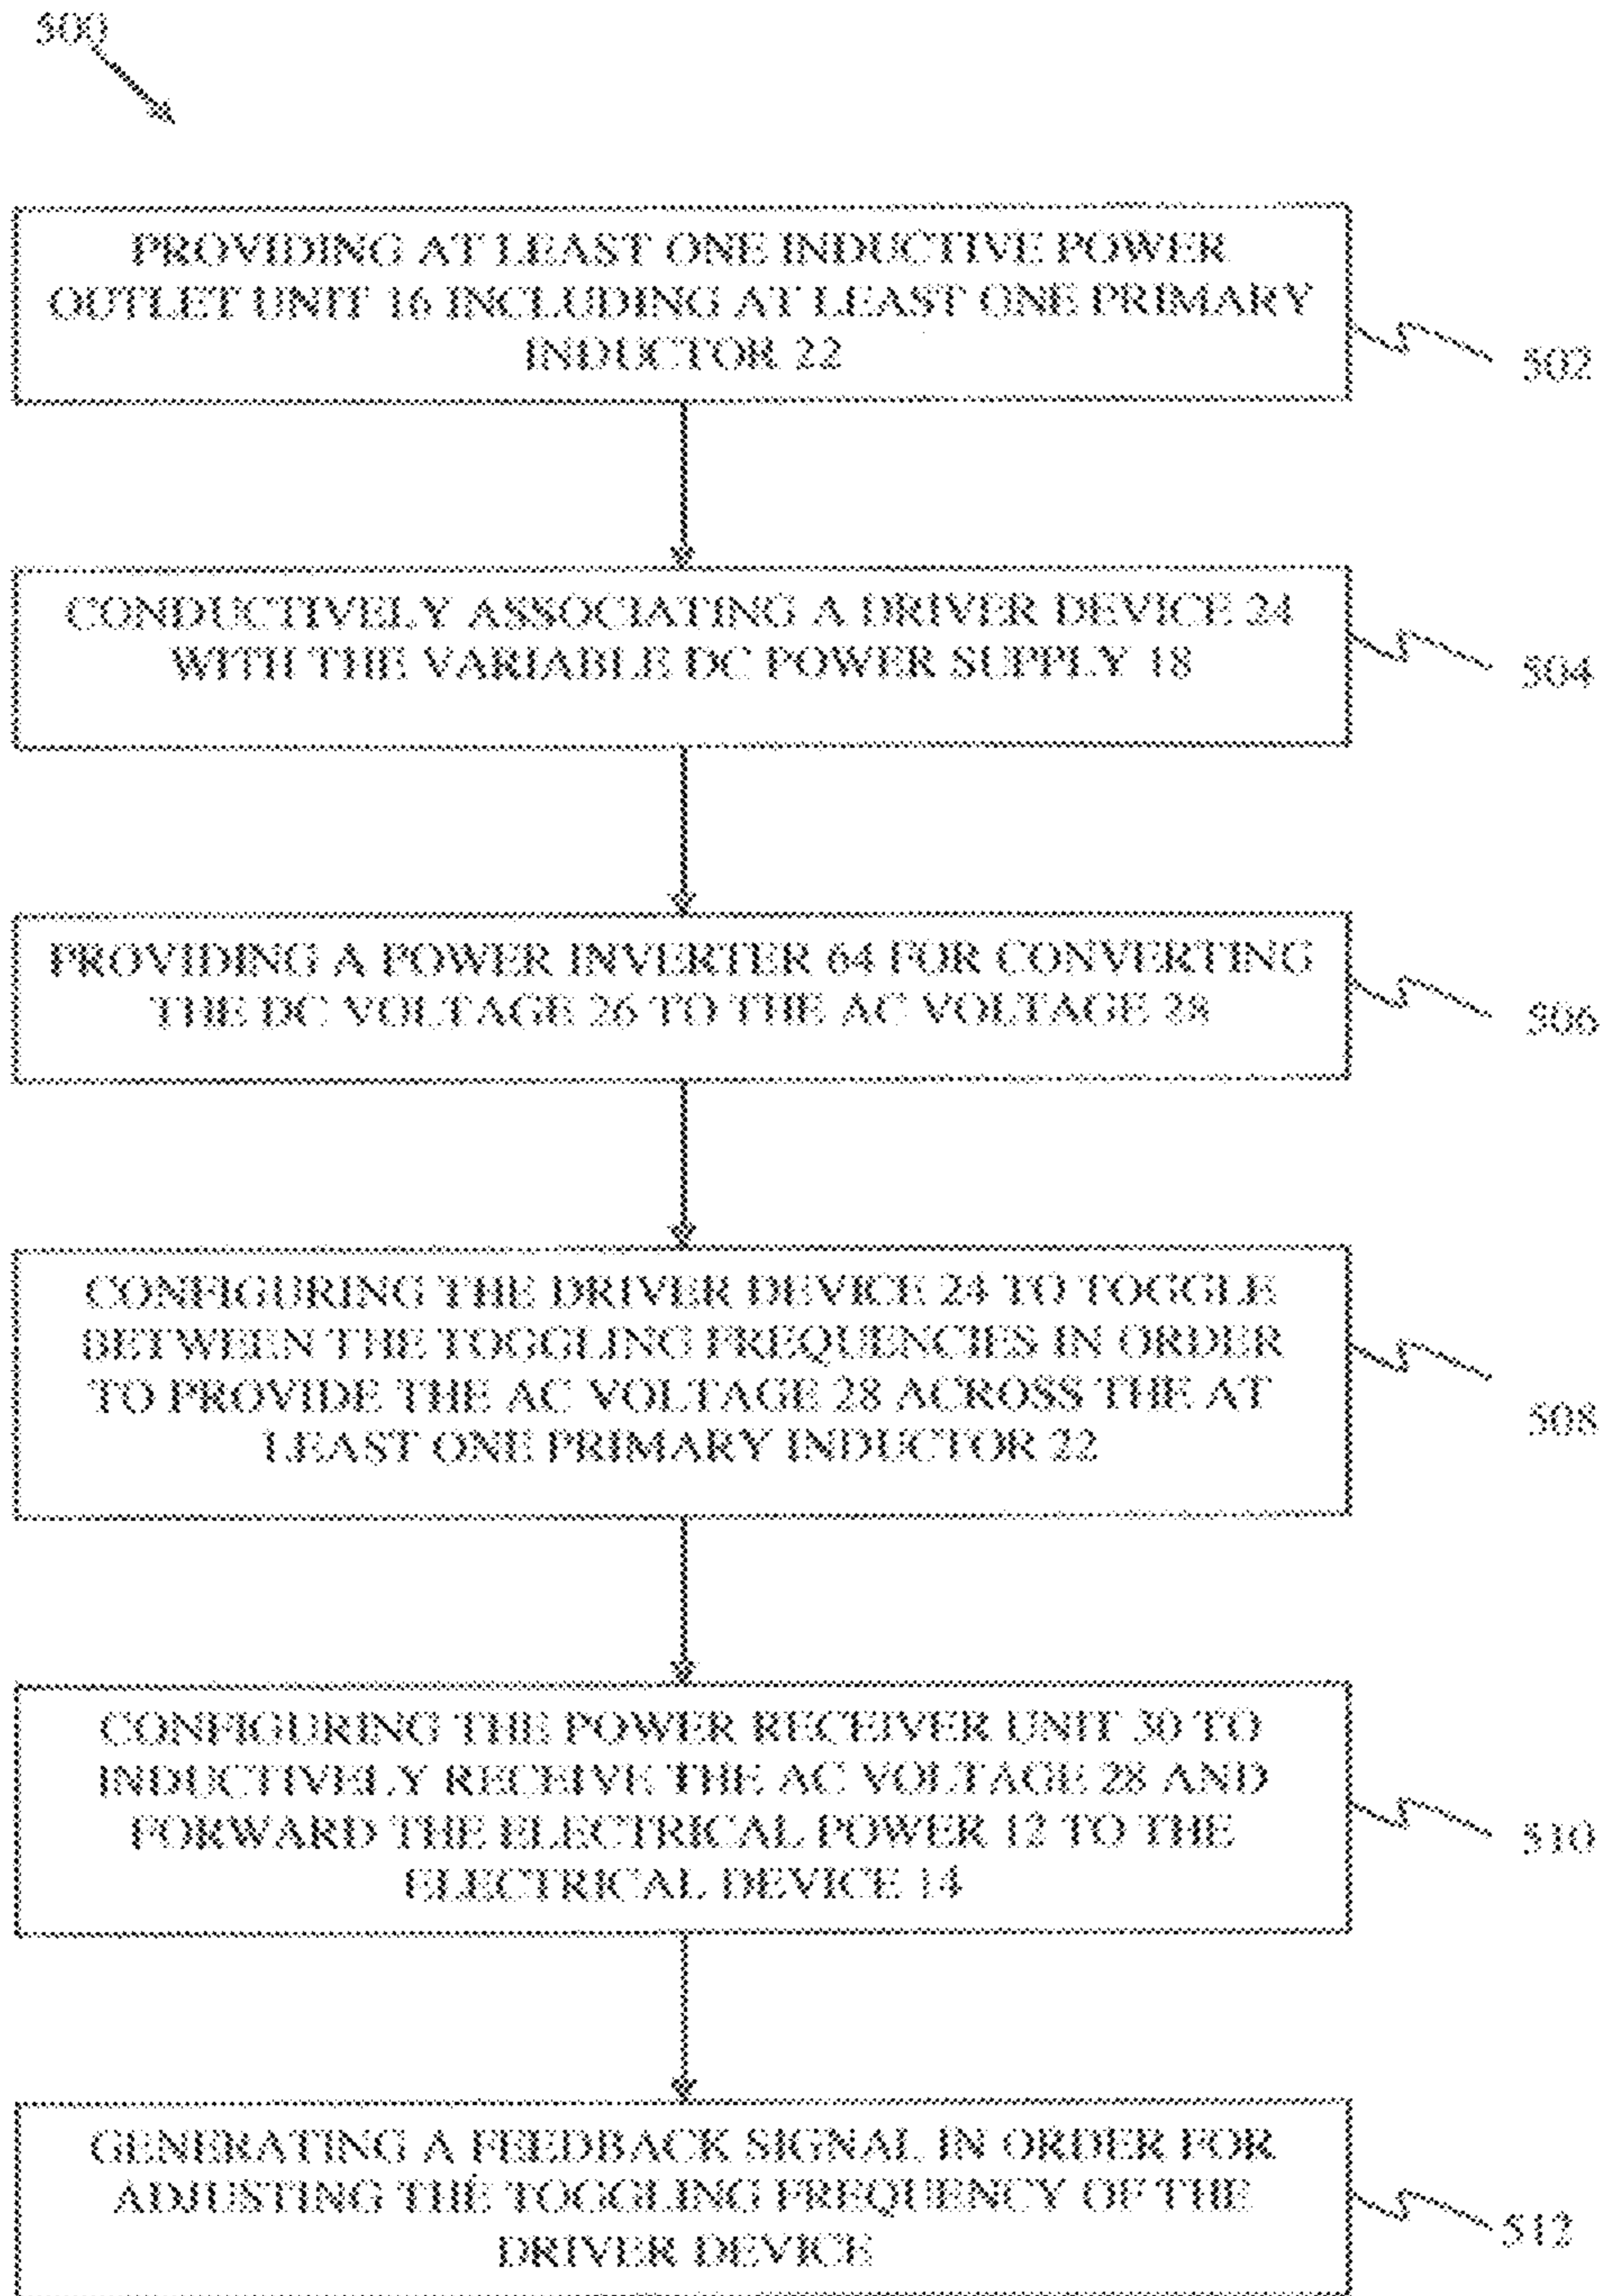 500
PROVIDING AT LEAST ONE INDUCTIVE POWER
OUTLET UNIT 16 INCLUDING AT LEAST ONE PRIMARY
INDUCTOR 22
502
CONDUCTIVELY ASSOCIATING A DRIVER DEVICE 24
WITH THE VARIABLE DC POWER SUPPLY 18
504
PROVIDING A POWER INVERTER 64 FOR CONVERTING
THE DC VOLTAGE 26 TO THE AC VOLTAGE 28
506
CONFIGURING THE DRIVER DEVICE 24 TO TOGGLE
BETWEEN THE TOGGLING FREQUENCIES IN ORDER
TO PROVIDE THE AC VOLTAGE 28 ACROSS THE AT
LEAST ONE PRIMARY INDUCTOR 22
508
CONFIGURING THE POWER RECEIVER UNIT 30 TO
INDUCTIVELY RECEIVE THE AC VOLTAGE 28 AND
FORWARD THE ELECTRICAL POWER 12 TO THE
ELECTRICAL DEVICE 14
510
GENERATING A FEEDBACK SIGNAL IN ORDER FOR
ADJUSTING THE TOGGLING FREQUENCY OF THE
DRIVER DEVICE
512